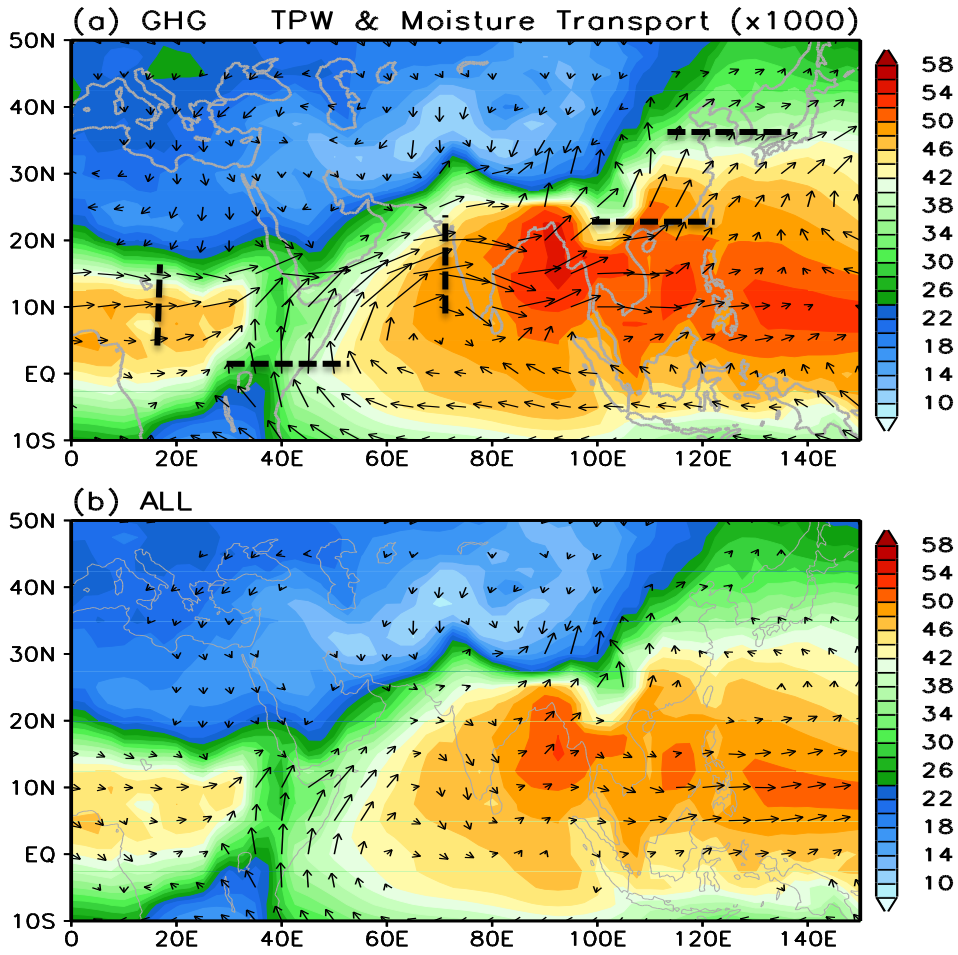 (a) GHG TPW & Moisture Transport (x1000)
50N
40N
30N
20N
10N
EQ
10S
0 20E 40E 60E 80E 100E 120E 140E
58
54
50
46
42
38
34
30
26
22
18
14
10
(b) ALL
50N
40N
30N
20N
10N
EQ
10S
0 20E 40E 60E 80E 100E 120E 140E
58
54
50
46
42
38
34
30
26
22
18
14
10